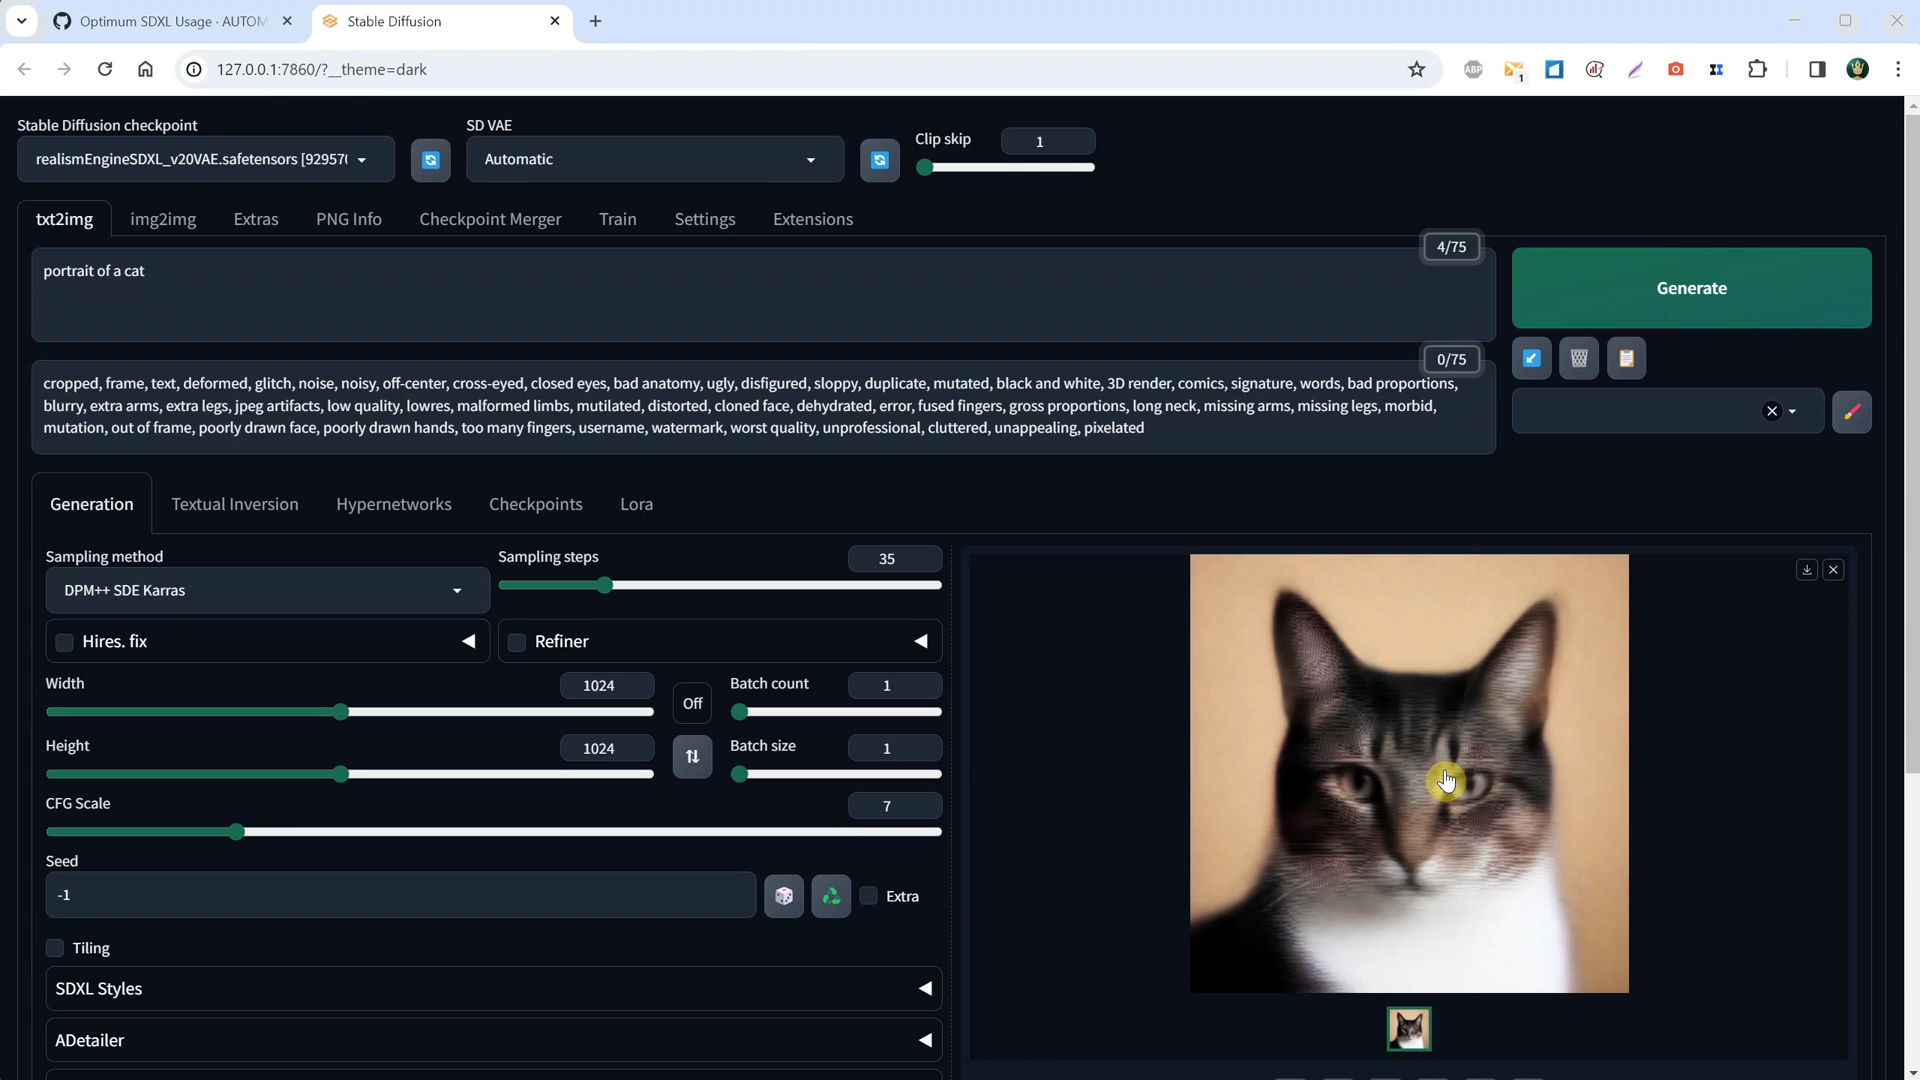 Optimum SDXL Usage · AUTOM
Stable Diffusion
127.0.0.1:7860/?__theme=dark
ABP
1
Stable Diffusion checkpoint
SD VAE
Clip skip
1
realismEngineSDXL_v20VAE.safetensors [92957(
Automatic
txt2img
img2img
Extras
PNG Info
Checkpoint Merger
Train
Settings
Extensions
4/75
portrait of a cat
Generate
0/75
cropped, frame, text, deformed, glitch, noise, noisy, off-center, cross-eyed, closed eyes, bad anatomy, ugly, disfigured, sloppy, duplicate, mutated, black and white, 3D render, comics, signature, words, bad proportions,
blurry, extra arms, extra legs, jpeg artifacts, low quality, lowres, malformed limbs, mutilated, distorted, cloned face, dehydrated, error, fused fingers, gross proportions, long neck, missing arms, missing legs, morbid,
mutation, out of frame, poorly drawn face, poorly drawn hands, too many fingers, username, watermark, worst quality, unprofessional, cluttered, unappealing, pixelated
Generation
Textual Inversion
Hypernetworks
Checkpoints
Lora
Sampling method
Sampling steps
35
DPM++ SDE Karras
Hires. fix
Refiner
Width
1024
Off
Batch count
1
Height
1024
Batch size
1
CFG Scale
7
Seed
-1
Extra
Tiling
SDXL Styles
ADetailer